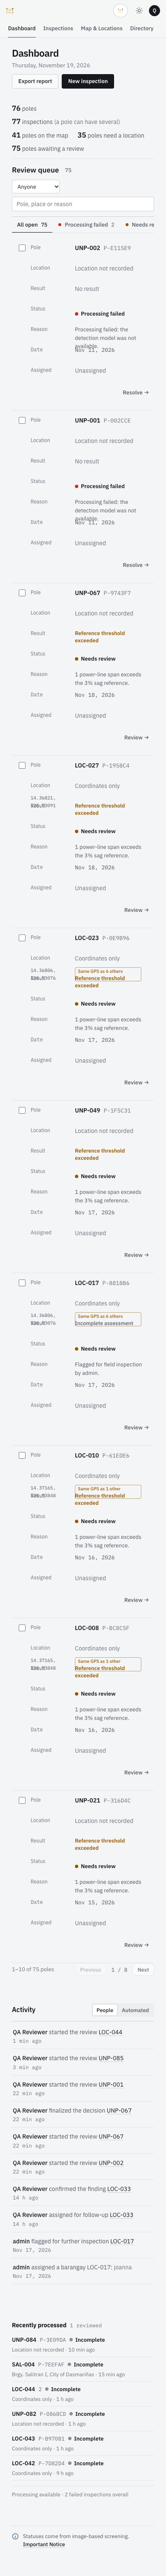 Q
Dashboard Inspections Map & Locations Directory
Dashboard
Thursday, November 19, 2026
Export report New inspection
76 poles
77 inspections (a pole can have several)
41 poles on the map 35 poles need a location
75 poles awaiting a review
Review queue 75
Anyone
Pole, place or reason
All open 75 Processing failed 2 Needs re
Pole UNP-002 P-E115E9
Location Location not recorded
Result No result
Status
Processing failed
Reason Processing failed: the
detection model was not
available.
Date Nov 11, 2026
Assigned Unassigned
Resolve →
Pole UNP-001 P-002CCE
Location Location not recorded
Result No result
Status
Processing failed
Reason Processing failed: the
detection model was not
available.
Date Nov 11, 2026
Assigned Unassigned
Resolve →
Pole UNP-067 P-9743F7
Location Location not recorded
Result Reference threshold
exceeded
Status
Needs review
Reason 1 power-line span exceeds
the 3% sag reference.
Date Nov 18, 2026
Assigned Unassigned
Review →
Pole LOC-027 P-1958C4
Location Coordinates only
14.36821,
Result Reference threshold
exceeded
Status
Needs review
Reason 1 power-line span exceeds
the 3% sag reference.
Date Nov 18, 2026
Assigned Unassigned
Review →
Pole LOC-023 P-0E9B96
Location Coordinates only
14.36806,
Same GPS as 6 others
Result Reference threshold
exceeded
Status
Needs review
Reason 1 power-line span exceeds
the 3% sag reference.
Date Nov 17, 2026
Assigned Unassigned
Review →
Pole UNP-049 P-1F5C31
Location Location not recorded
Result Reference threshold
exceeded
Status
Needs review
Reason 1 power-line span exceeds
the 3% sag reference.
Date Nov 17, 2026
Assigned Unassigned
Review →
Pole LOC-017 P-8818B6
Location Coordinates only
14.36806,
Same GPS as 6 others
Result Incomplete assessment
Status
Needs review
Reason Flagged for field inspection
by admin.
Date Nov 17, 2026
Assigned Unassigned
Review →
Pole LOC-010 P-61EDE6
Location Coordinates only
14.37165,
Same GPS as 1 other
Result Reference threshold
exceeded
Status
Needs review
Reason 1 power-line span exceeds
the 3% sag reference.
Date Nov 16, 2026
Assigned Unassigned
Review →
Pole LOC-008 P-8C8C5F
Location Coordinates only
14.37165,
Same GPS as 1 other
Result Reference threshold
exceeded
Status
Needs review
Reason 1 power-line span exceeds
the 3% sag reference.
Date Nov 16, 2026
Assigned Unassigned
Review →
Pole UNP-021 P-316D4C
Location Location not recorded
Result Reference threshold
exceeded
Status
Needs review
Reason 1 power-line span exceeds
the 3% sag reference.
Date Nov 15, 2026
Assigned Unassigned
Review →
1–10 of 75 poles Previous 1 / 8 Next
Activity People Automated
QA Reviewer started the review LOC-044
1 min ago
QA Reviewer started the review UNP-085
3 min ago
QA Reviewer started the review UNP-001
22 min ago
QA Reviewer finalized the decision UNP-067
22 min ago
QA Reviewer started the review UNP-067
22 min ago
QA Reviewer started the review UNP-002
22 min ago
QA Reviewer confirmed the finding LOC-033
14 h ago
QA Reviewer assigned for follow-up LOC-033
14 h ago
admin flagged for further inspection LOC-017
Nov 17, 2026
admin assigned a barangay LOC-017: joanna
Nov 17, 2026
Recently processed 1 reviewed
UNP-084 P-3E09DA Incomplete
Location not recorded · 10 min ago
SAL-004 P-7EEFAF Incomplete
Brgy. Salitran I, City of Dasmariñas · 15 min ago
LOC-044 2 Incomplete
Coordinates only · 1 h ago
UNP-082 P-0868CD Incomplete
Location not recorded · 1 h ago
LOC-043 P-B970B1 Incomplete
Coordinates only · 1 h ago
LOC-042 P-7D82D4 Incomplete
Coordinates only · 9 h ago
Processing available · 2 failed inspections overall
Statuses come from image-based screening.
Important Notice